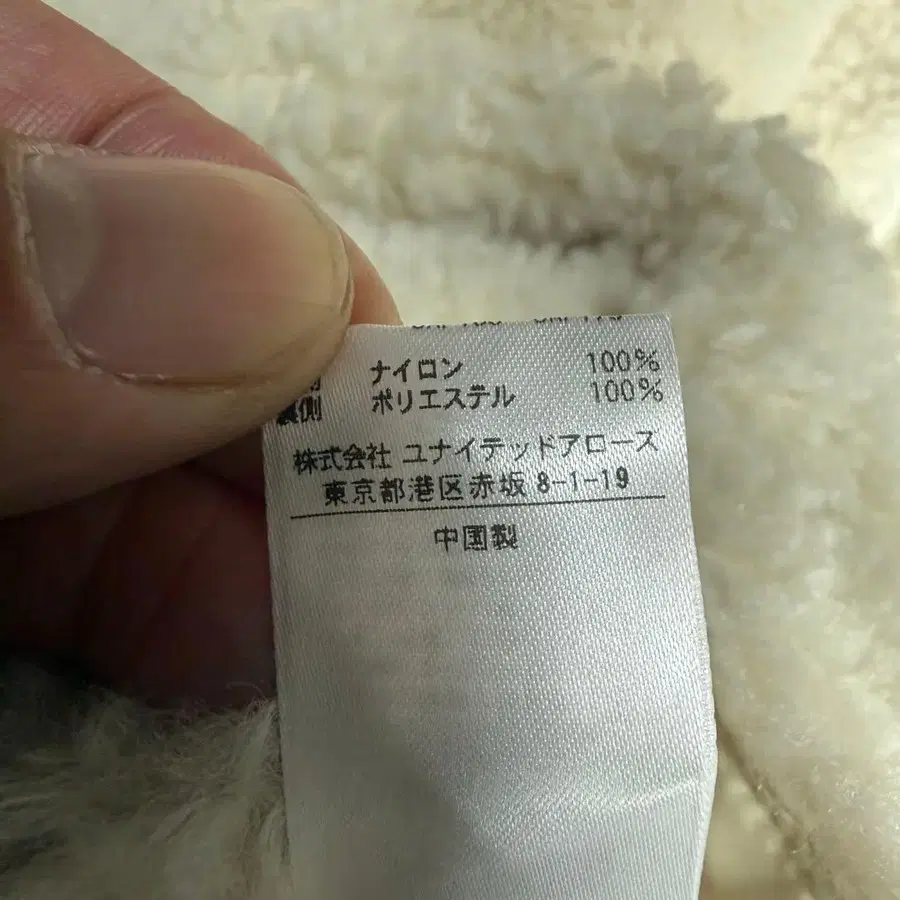 ナイロン 100%
裏側 ポリエステル 100%
株式会社 ユナイテッドアローズ
東京都港区赤坂 8-1-19
中国製